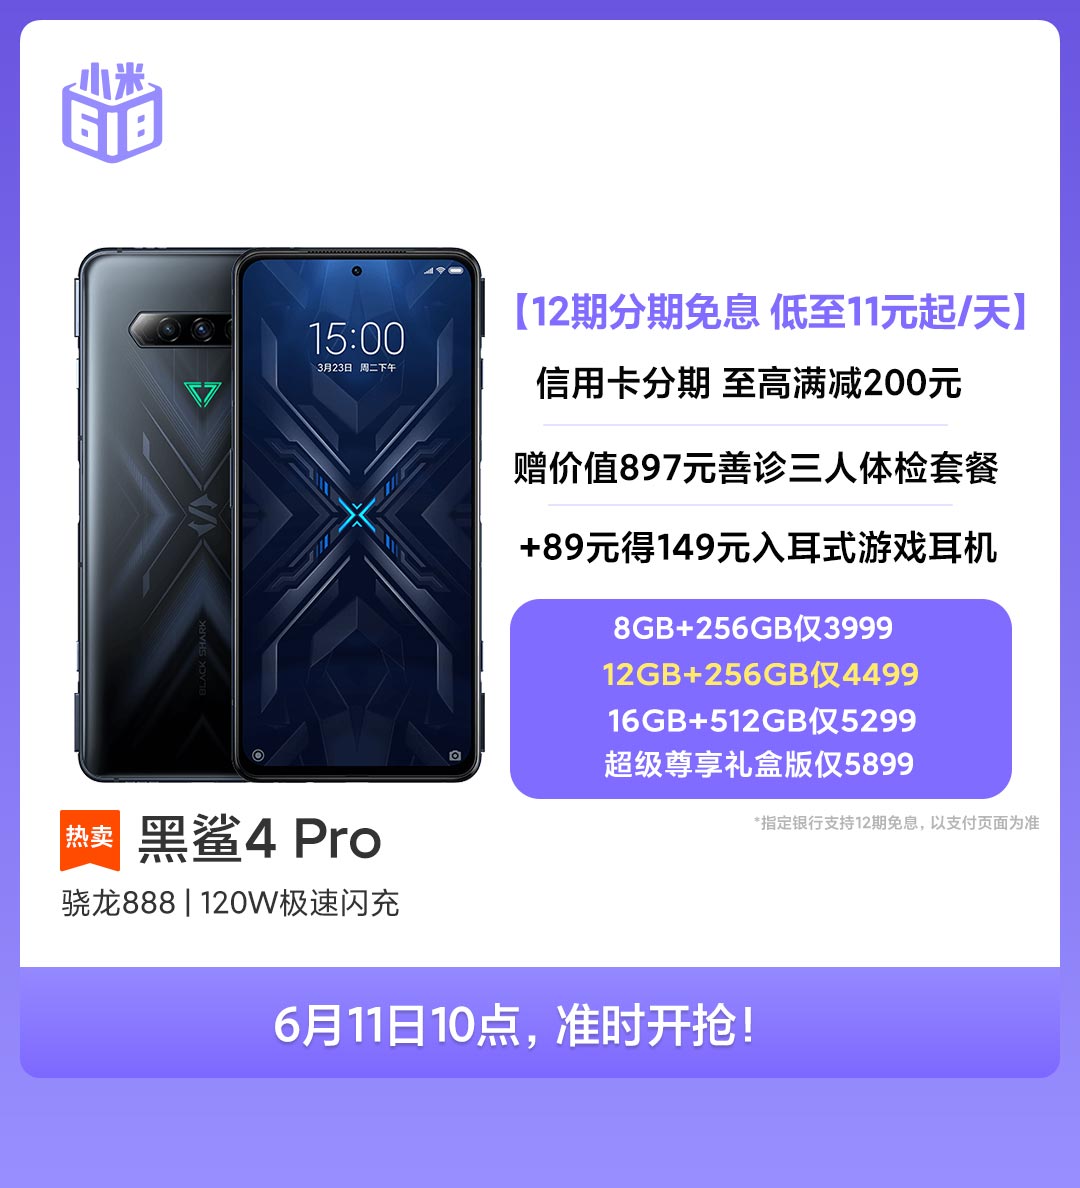 小米
618
15:00
3月23日 周二下午
BLACK SHARK
【12期分期免息 低至11元起/天】
信用卡分期 至高满减200元
赠价值897元善诊三人体检套餐
+89元得149元入耳式游戏耳机
8GB+256GB仅3999
12GB+256GB仅4499
16GB+512GB仅5299
超级尊享礼盒版仅5899
*指定银行支持12期免息，以支付页面为准
热卖
黑鲨4 Pro
骁龙888 | 120W极速闪充
6月11日10点，准时开抢！